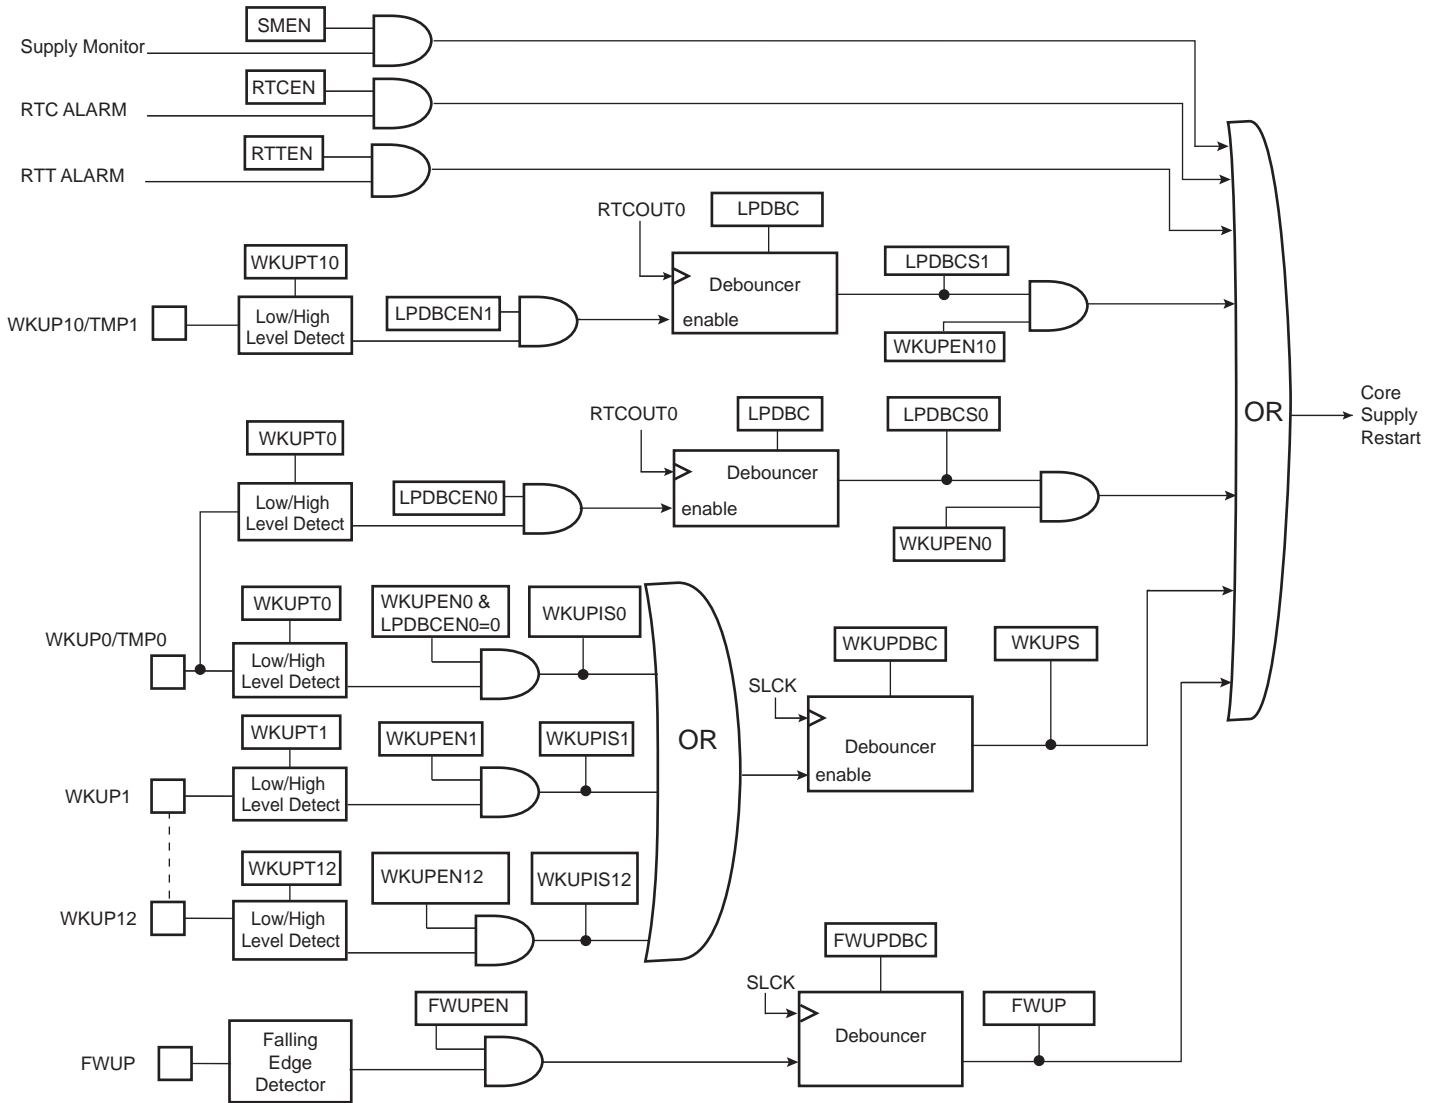 SMEN
Supply Monitor
RTCEN
RTC ALARM
RTTEN
RTT ALARM
RTCOUT0
LPDBC
WKUPT10
LPDBCS1
Debouncer
WKUP10/TMP1
Low/High
Level Detect
LPDBCEN1
enable
WKUPEN10
RTCOUT0
LPDBC
LPDBCS0
OR
Core
Supply
Restart
WKUPT0
Debouncer
Low/High
Level Detect
LPDBCEN0
enable
WKUPEN0
WKUPT0
WKUPEN0 &
LPDBCEN0=0
WKUPIS0
WKUP0/TMP0
Low/High
Level Detect
WKUPDBC
WKUPS
SLCK
WKUPT1
WKUPEN1
WKUPIS1
OR
Debouncer
enable
WKUP1
Low/High
Level Detect
WKUPT12
WKUPEN12
WKUPIS12
WKUP12
Low/High
Level Detect
FWUPDBC
SLCK
FWUPEN
FWUP
Debouncer
FWUP
Falling
Edge
Detector